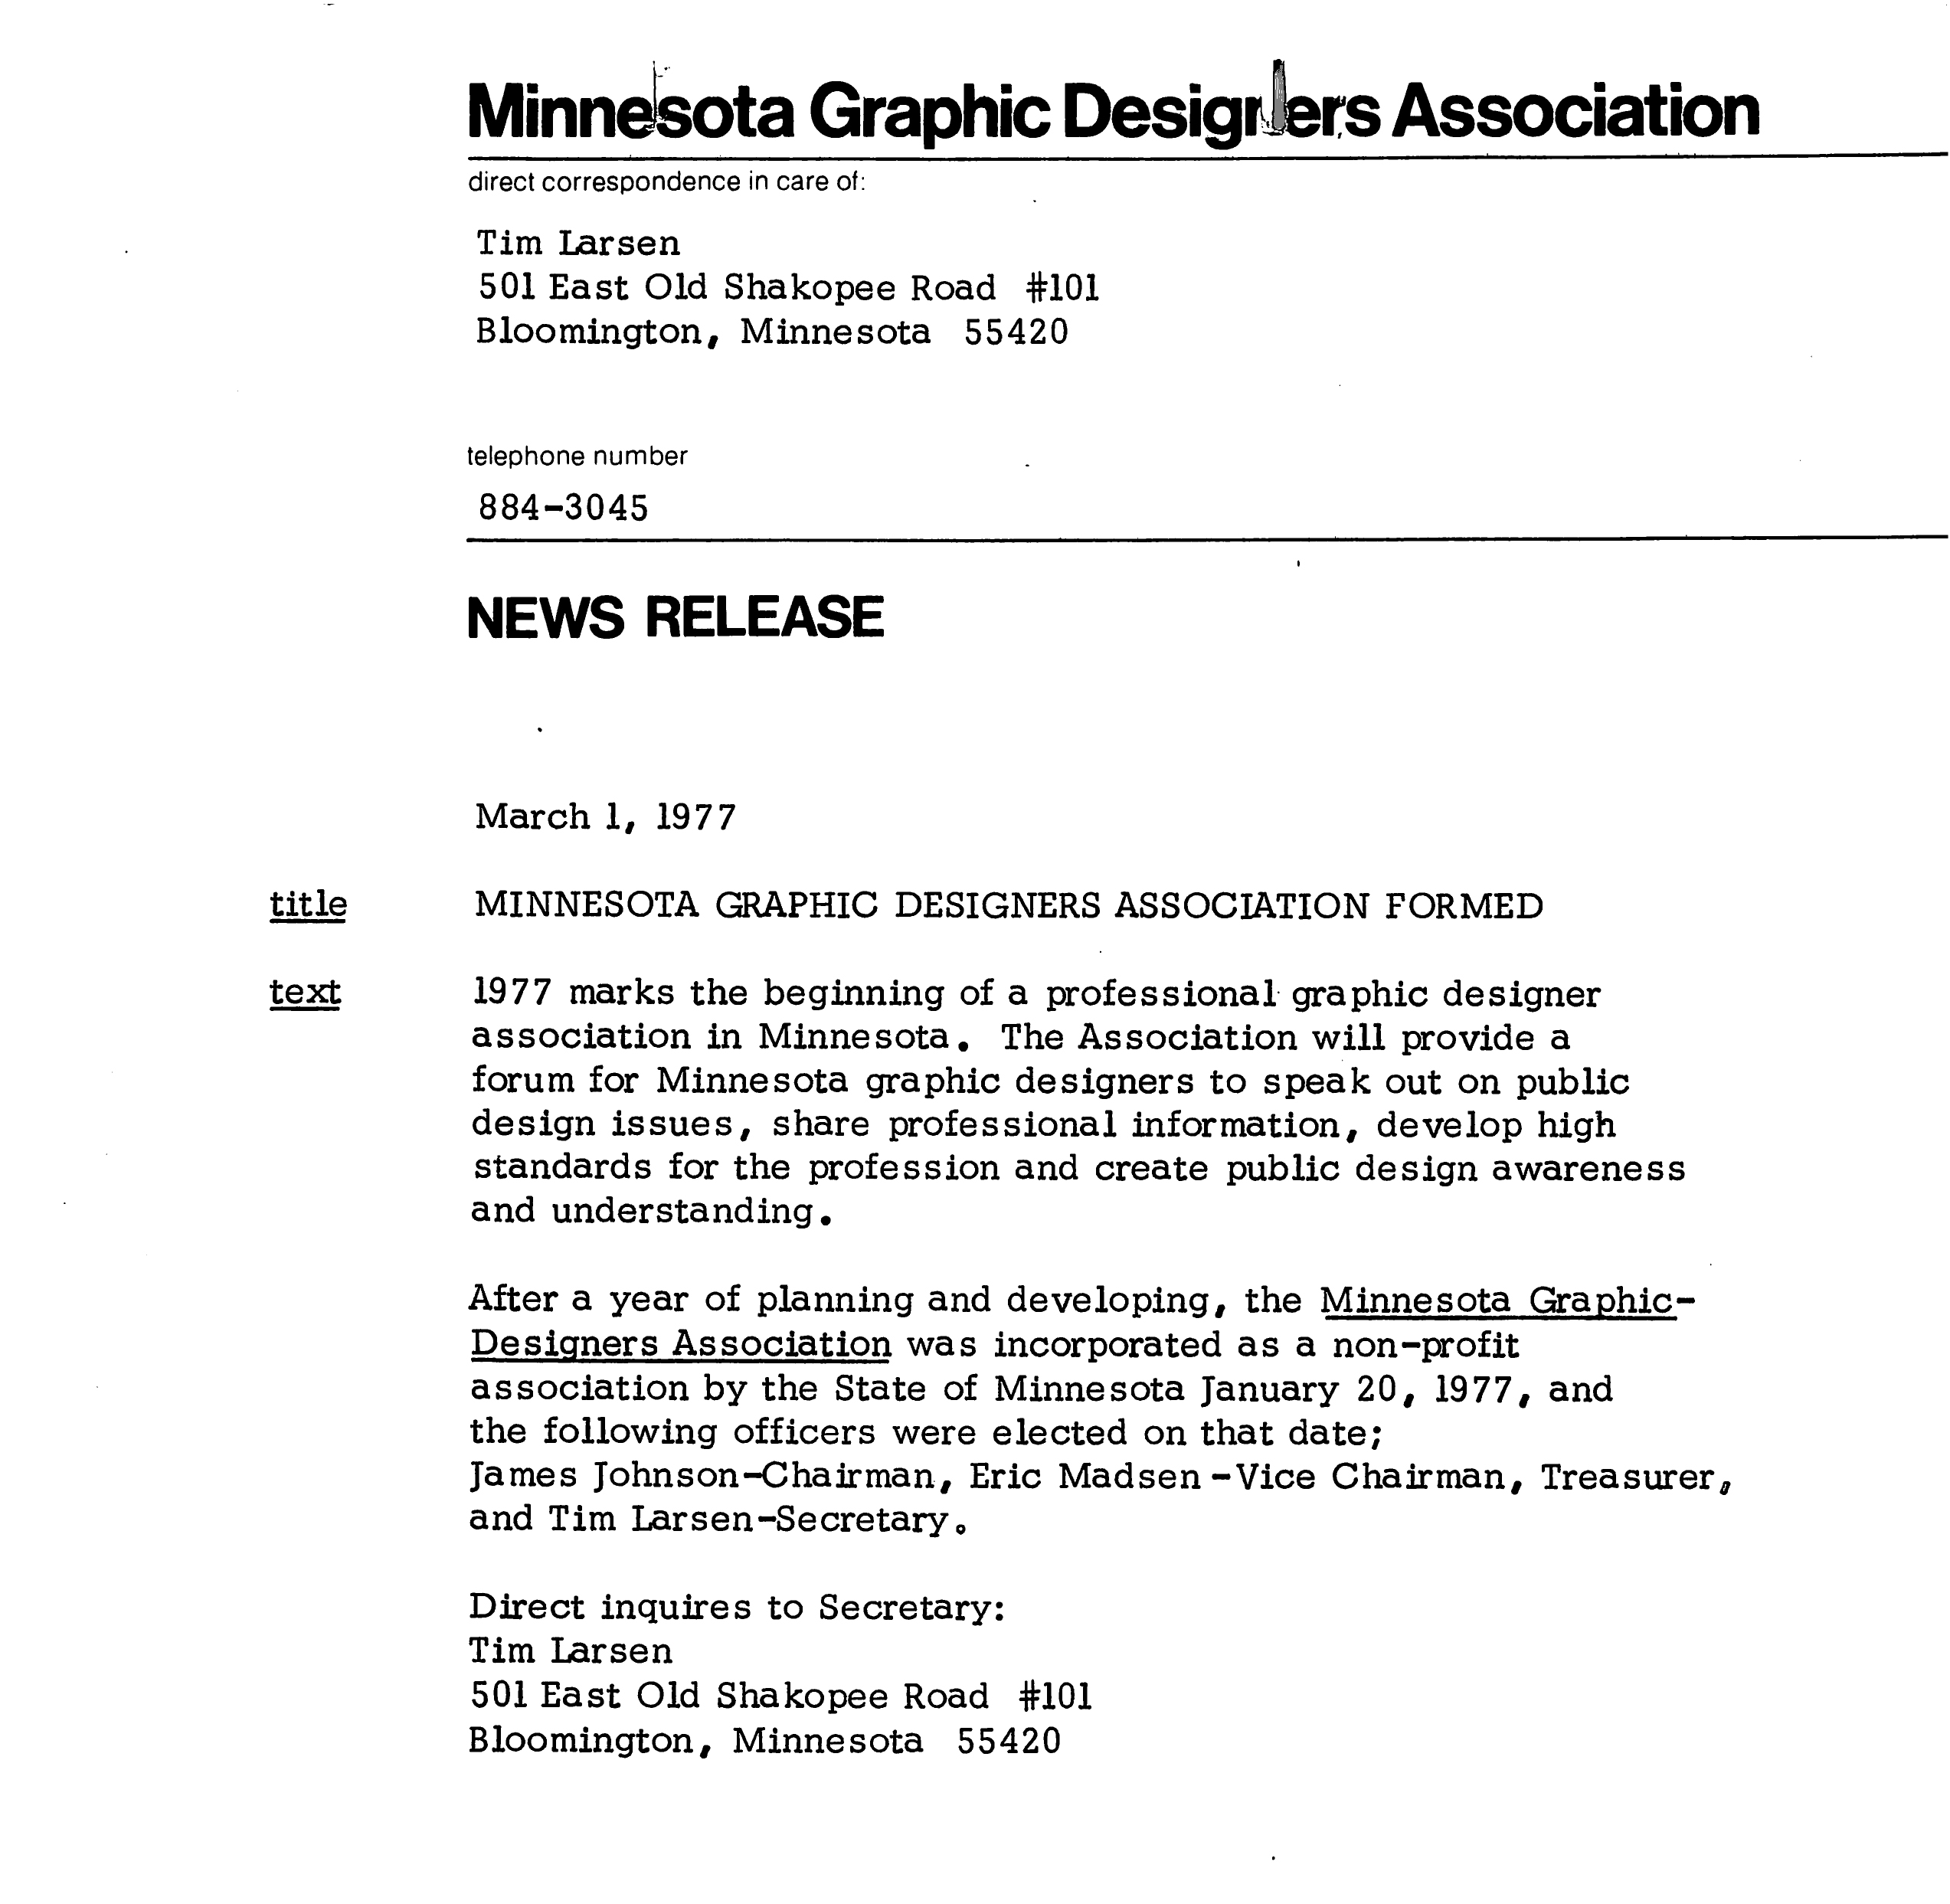 Minnesota Graphic Designers Association
direct correspondence in care of:
Tim Larsen
501 East Old Shakopee Road #101
Bloomington, Minnesota 55420
telephone number
884-3045
NEWS RELEASE
March 1, 1977
title MINNESOTA GRAPHIC DESIGNERS ASSOCIATION FORMED
text 1977 marks the beginning of a professional graphic designer
association in Minnesota. The Association will provide a
forum for Minnesota graphic designers to speak out on public
design issues, share professional information, develop high
standards for the profession and create public design awareness
and understanding.
After a year of planning and developing, the Minnesota Graphic-
Designers Association was incorporated as a non-profit
association by the State of Minnesota January 20, 1977, and
the following officers were elected on that date;
James Johnson-Chairman, Eric Madsen-Vice Chairman, Treasurer,
and Tim Larsen-Secretary.
Direct inquires to Secretary:
Tim Larsen
501 East Old Shakopee Road #101
Bloomington, Minnesota 55420